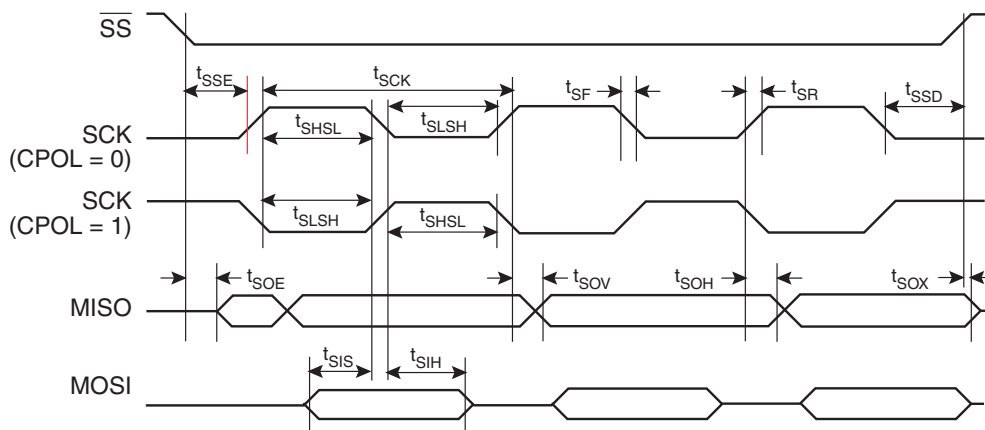 SS
tSSE
tSCK
tSF
tSR
tSSD
tSHSL
tSLSH
SCK
(CPOL = 0)
SCK
(CPOL = 1)
tSLSH
tSHSL
tSOE
tSOV
tSOH
tSOX
MISO
tSIS
tSIH
MOSI